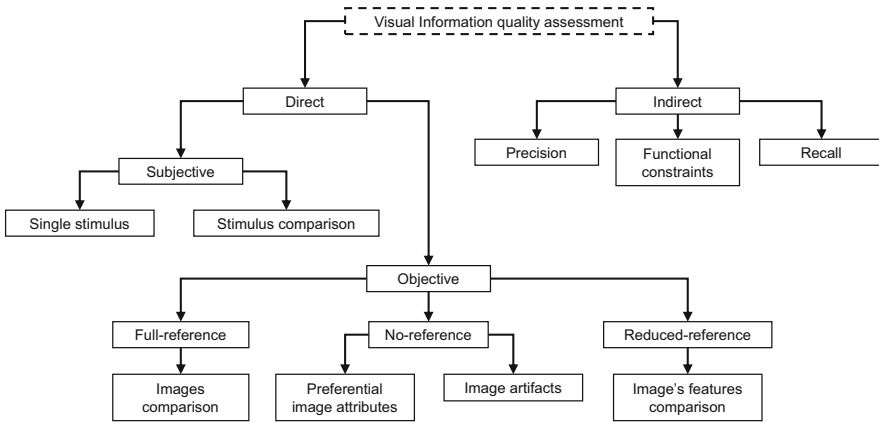 Visual Information quality assessment
Direct
Indirect
Precision
Functional
constraints
Recall
Subjective
Single stimulus
Stimulus comparison
Objective
Full-reference
No-reference
Reduced-reference
Images
comparison
Preferential
image attributes
Image artifacts
Image's features
comparison